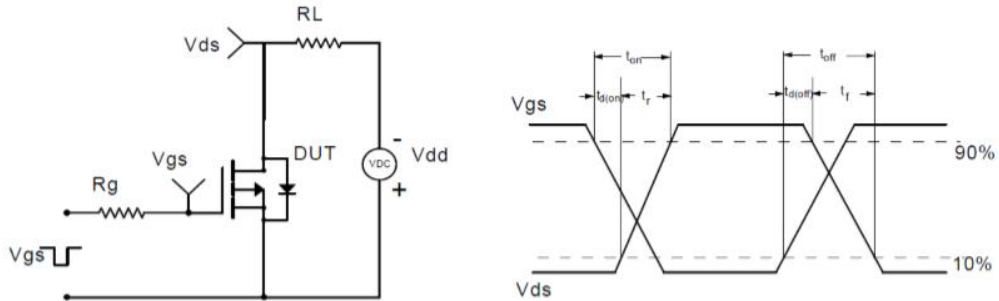 RL
Vds
Vgs
DUT
VDC
-
Vdd
+
Rg
Vgs
ton
toff
td(on)
tr
td(off)
tf
Vgs
90%
10%
Vds